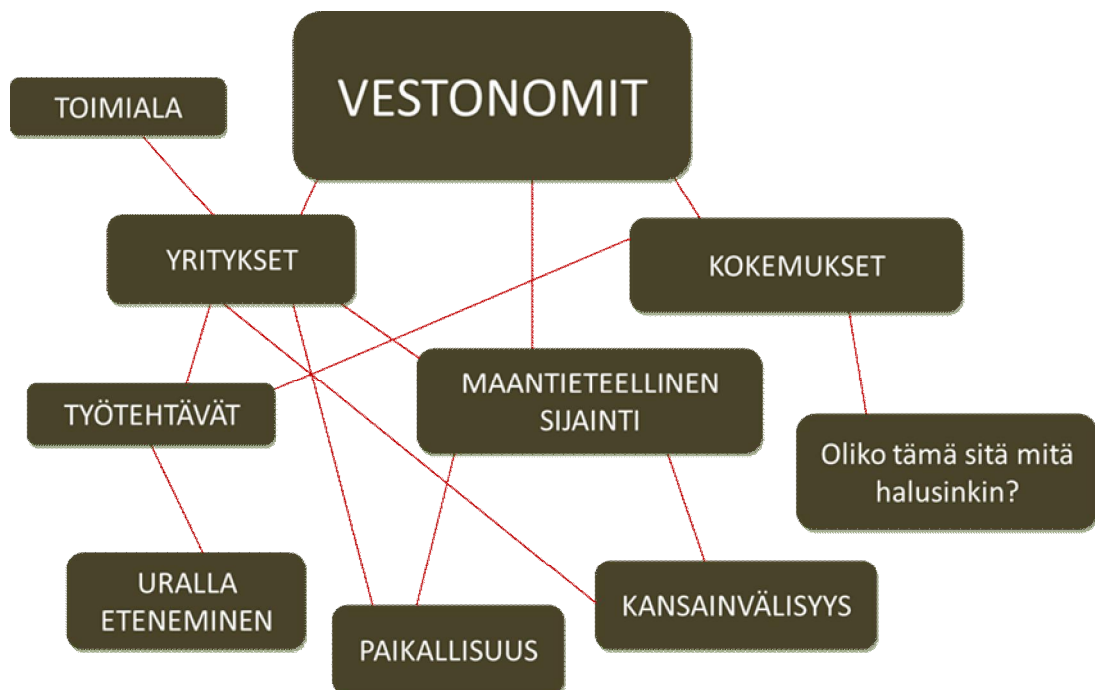 VESTONOMIT
TOIMIALA
YRITYKSET
KOKEMUKSET
TYÖTEHTÄVÄT
MAANTIETEELLINEN
SIJAINTI
Oliko tämä sitä mitä
halusinkin?
URALLA
ETENEMINEN
PAIKALLISUUS
KANSAINVÄLISYYS